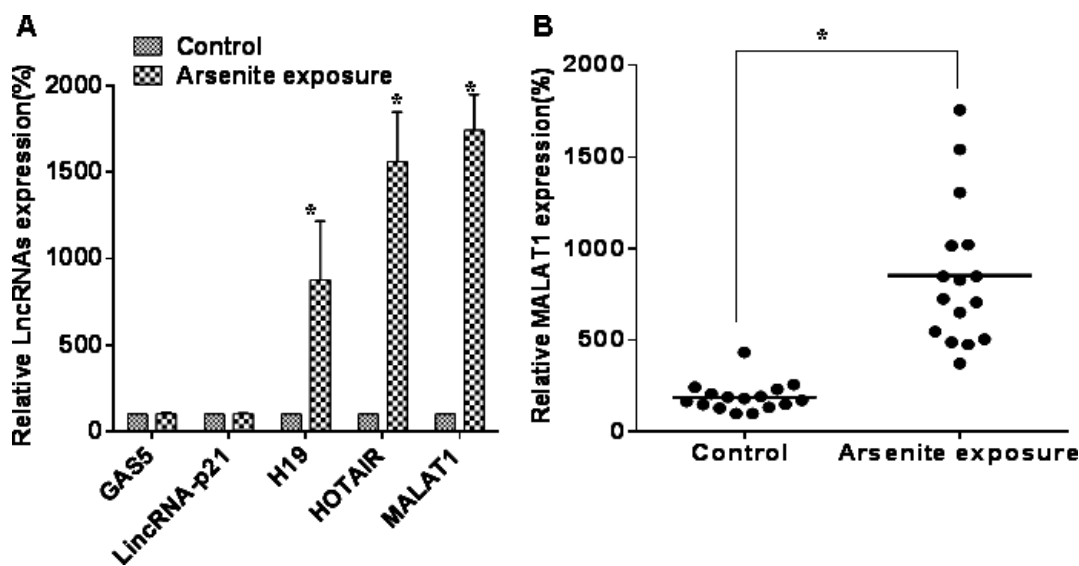 A
Control
Arsenite exposure
Relative LncRNAs expression(%)
2000
1500
1000
500
0
*
*
*
GAS5
LincRNA-p21
H19
HOTAIR
MALAT1
B
*
Relative MALAT1 expression(%)
2000
1500
1000
500
0
Control
Arsenite exposure